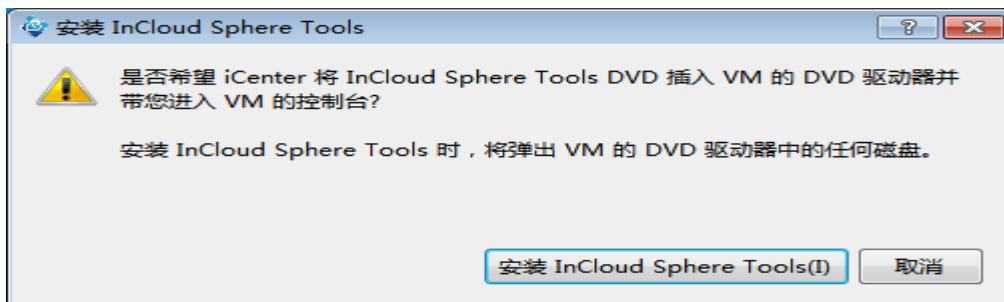 安装 InCloud Sphere Tools
是否希望 iCenter 将 InCloud Sphere Tools DVD 插入 VM 的 DVD 驱动器并
带您进入 VM 的控制台?
安装 InCloud Sphere Tools 时，将弹出 VM 的 DVD 驱动器中的任何磁盘。
安装 InCloud Sphere Tools(I)
取消